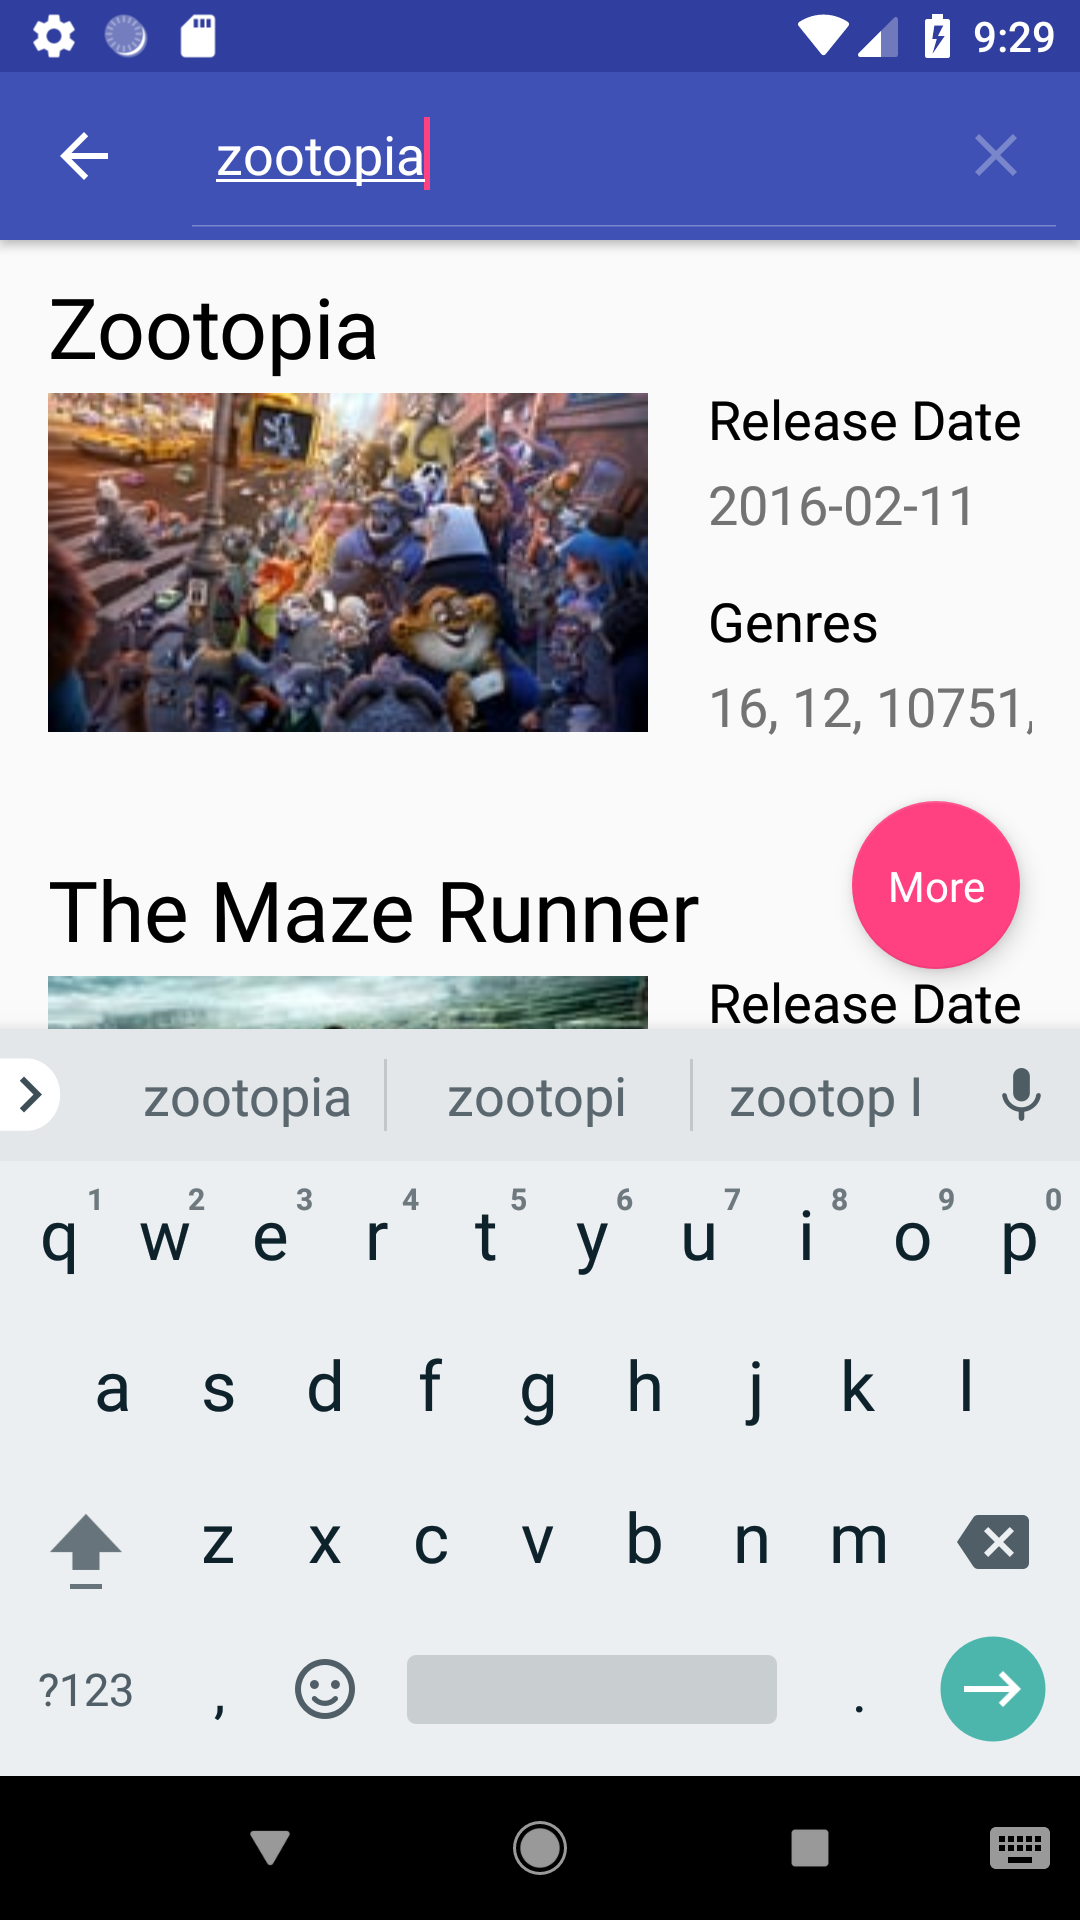 9:29
zootopia
Zootopia
Release Date
2016-02-11
Genres
16, 12, 10751,
More
The Maze Runner
Release Date
zootopia zootopi zootop l
1 2 3 4 5 6 7 8 9 0
q w e r t y u i o p
a s d f g h j k l
z x c v b n m
?123 , .